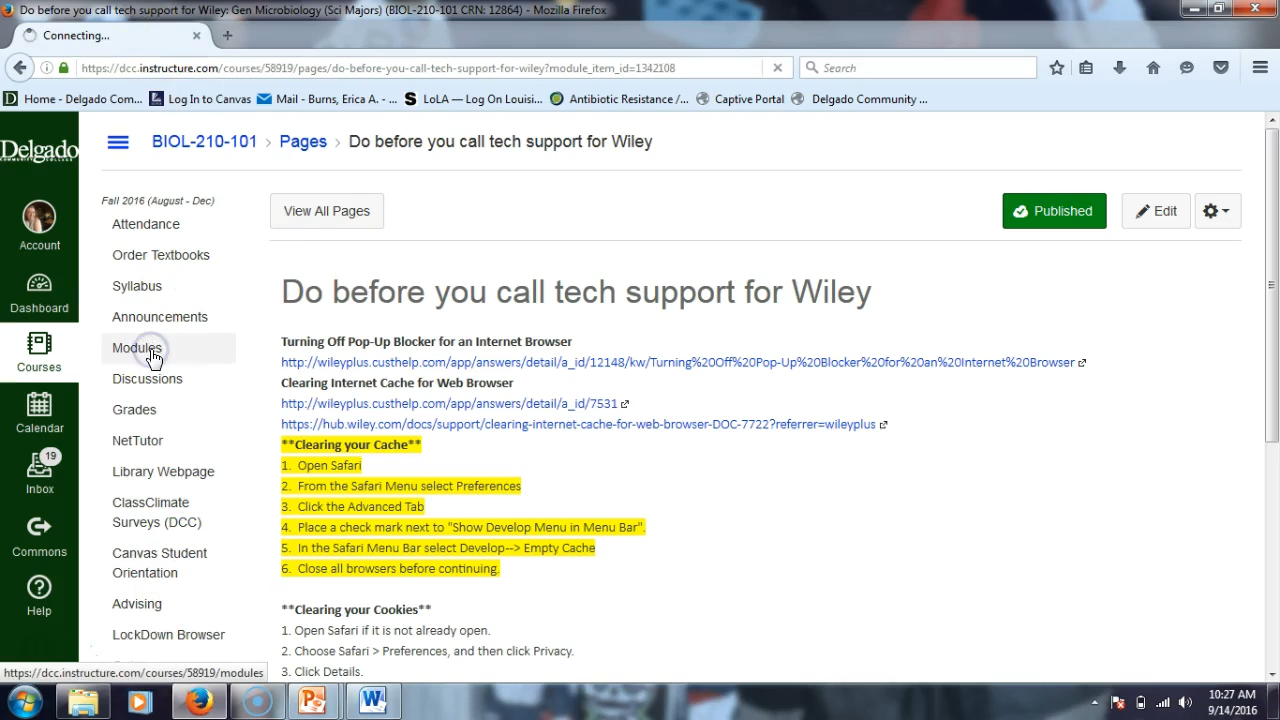 Do before you call tech support for Wiley: Gen Microbiology (Sci Majors) (BIOL-210-101 CRN: 12864) - Mozilla Firefox
Connecting...
https://dcc.instructure.com/courses/58919/pages/do-before-you-call-tech-support-for-wiley?module_item_id=1342108
Search
Home - Delgado Com... Log In to Canvas Mail - Burns, Erica A. - ... LoLA — Log On Louisi... Antibiotic Resistance /... Captive Portal Delgado Community ...
Delgado
COMMUNITY COLLEGE
BIOL-210-101 > Pages > Do before you call tech support for Wiley
Account
Dashboard
Courses
Calendar
19
Inbox
Commons
Help
Fall 2016 (August - Dec)
Attendance
Order Textbooks
Syllabus
Announcements
Modules
Discussions
Grades
NetTutor
Library Webpage
ClassClimate
Surveys (DCC)
Canvas Student
Orientation
Advising
LockDown Browser
View All Pages
Published
Edit
Do before you call tech support for Wiley
Turning Off Pop-Up Blocker for an Internet Browser
http://wileyplus.custhelp.com/app/answers/detail/a_id/12148/kw/Turning%20Off%20Pop-Up%20Blocker%20for%20an%20Internet%20Browser
Clearing Internet Cache for Web Browser
http://wileyplus.custhelp.com/app/answers/detail/a_id/7531
https://hub.wiley.com/docs/support/clearing-internet-cache-for-web-browser-DOC-7722?referrer=wileyplus
**Clearing your Cache**
1. Open Safari
2. From the Safari Menu select Preferences
3. Click the Advanced Tab
4. Place a check mark next to "Show Develop Menu in Menu Bar".
5. In the Safari Menu Bar select Develop--> Empty Cache
6. Close all browsers before continuing.
**Clearing your Cookies**
1. Open Safari if it is not already open.
2. Choose Safari > Preferences, and then click Privacy.
3. Click Details.
https://dcc.instructure.com/courses/58919/modules
10:27 AM
9/14/2016